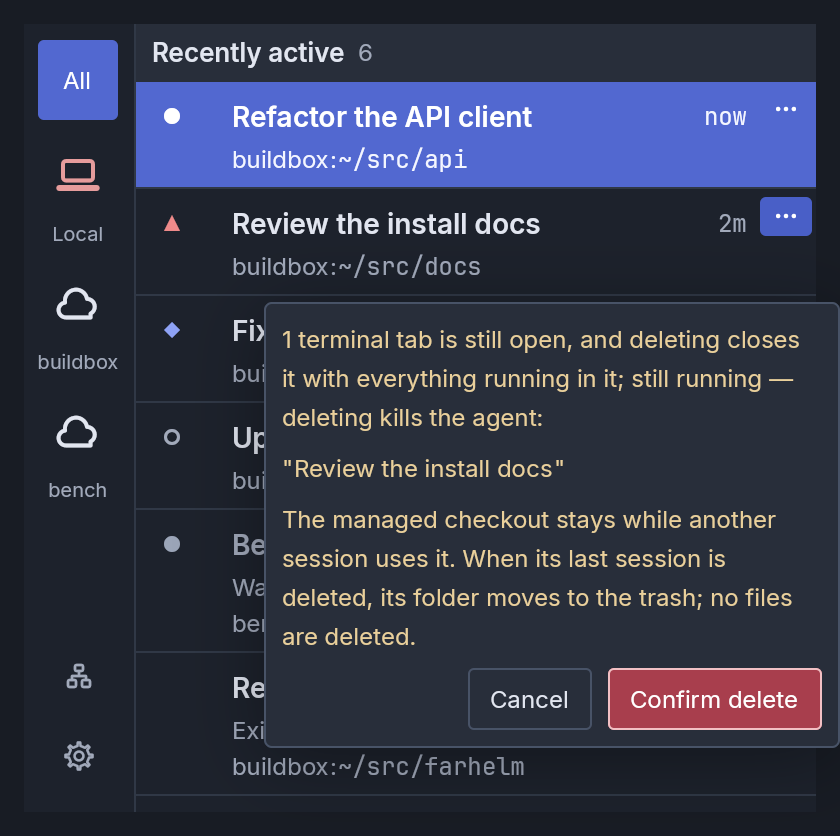 All
Local
buildbox
bench
Recently active 6
Refactor the API client now
buildbox:~/src/api
Review the install docs 2m
buildbox:~/src/docs
1 terminal tab is still open, and deleting closes
it with everything running in it; still running —
deleting kills the agent:
"Review the install docs"
The managed checkout stays while another
session uses it. When its last session is
deleted, its folder moves to the trash; no files
are deleted.
Cancel Confirm delete
buildbox:~/src/farhelm